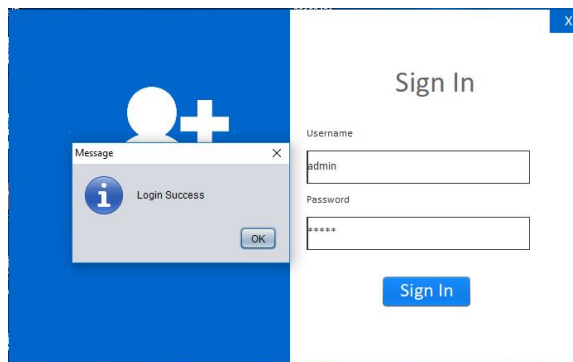 X
Sign In
Username
admin
Password
*****
Sign In
Message
Login Success
OK